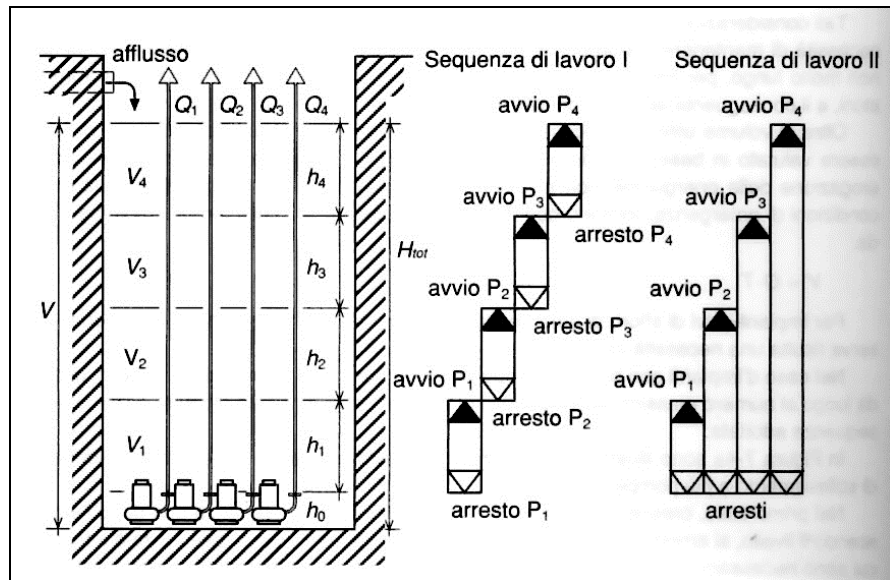 afflusso
Q1 Q2 Q3 Q4
V4
V3
V2
V1
V
h4
h3
h2
h1
h0
Htot
Sequenza di lavoro I
avvio P4
avvio P3
arresto P4
avvio P2
arresto P3
avvio P1
arresto P2
arresto P1
Sequenza di lavoro II
avvio P4
avvio P3
avvio P2
avvio P1
arresti